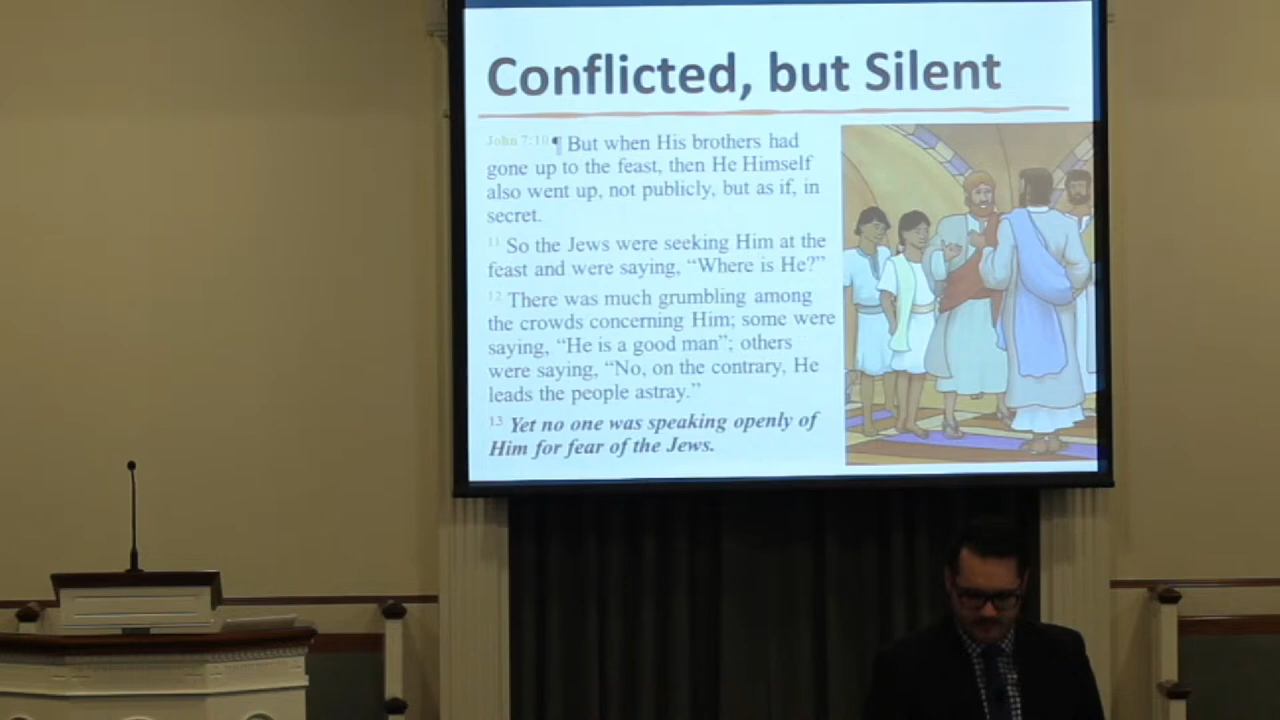 Conflicted, but Silent
John 7:10 ¶ But when His brothers had
gone up to the feast, then He Himself
also went up, not publicly, but as if, in
secret.
11 So the Jews were seeking Him at the
feast and were saying, “Where is He?”
12 There was much grumbling among
the crowds concerning Him; some were
saying, “He is a good man”; others
were saying, “No, on the contrary, He
leads the people astray.”
13 Yet no one was speaking openly of
Him for fear of the Jews.